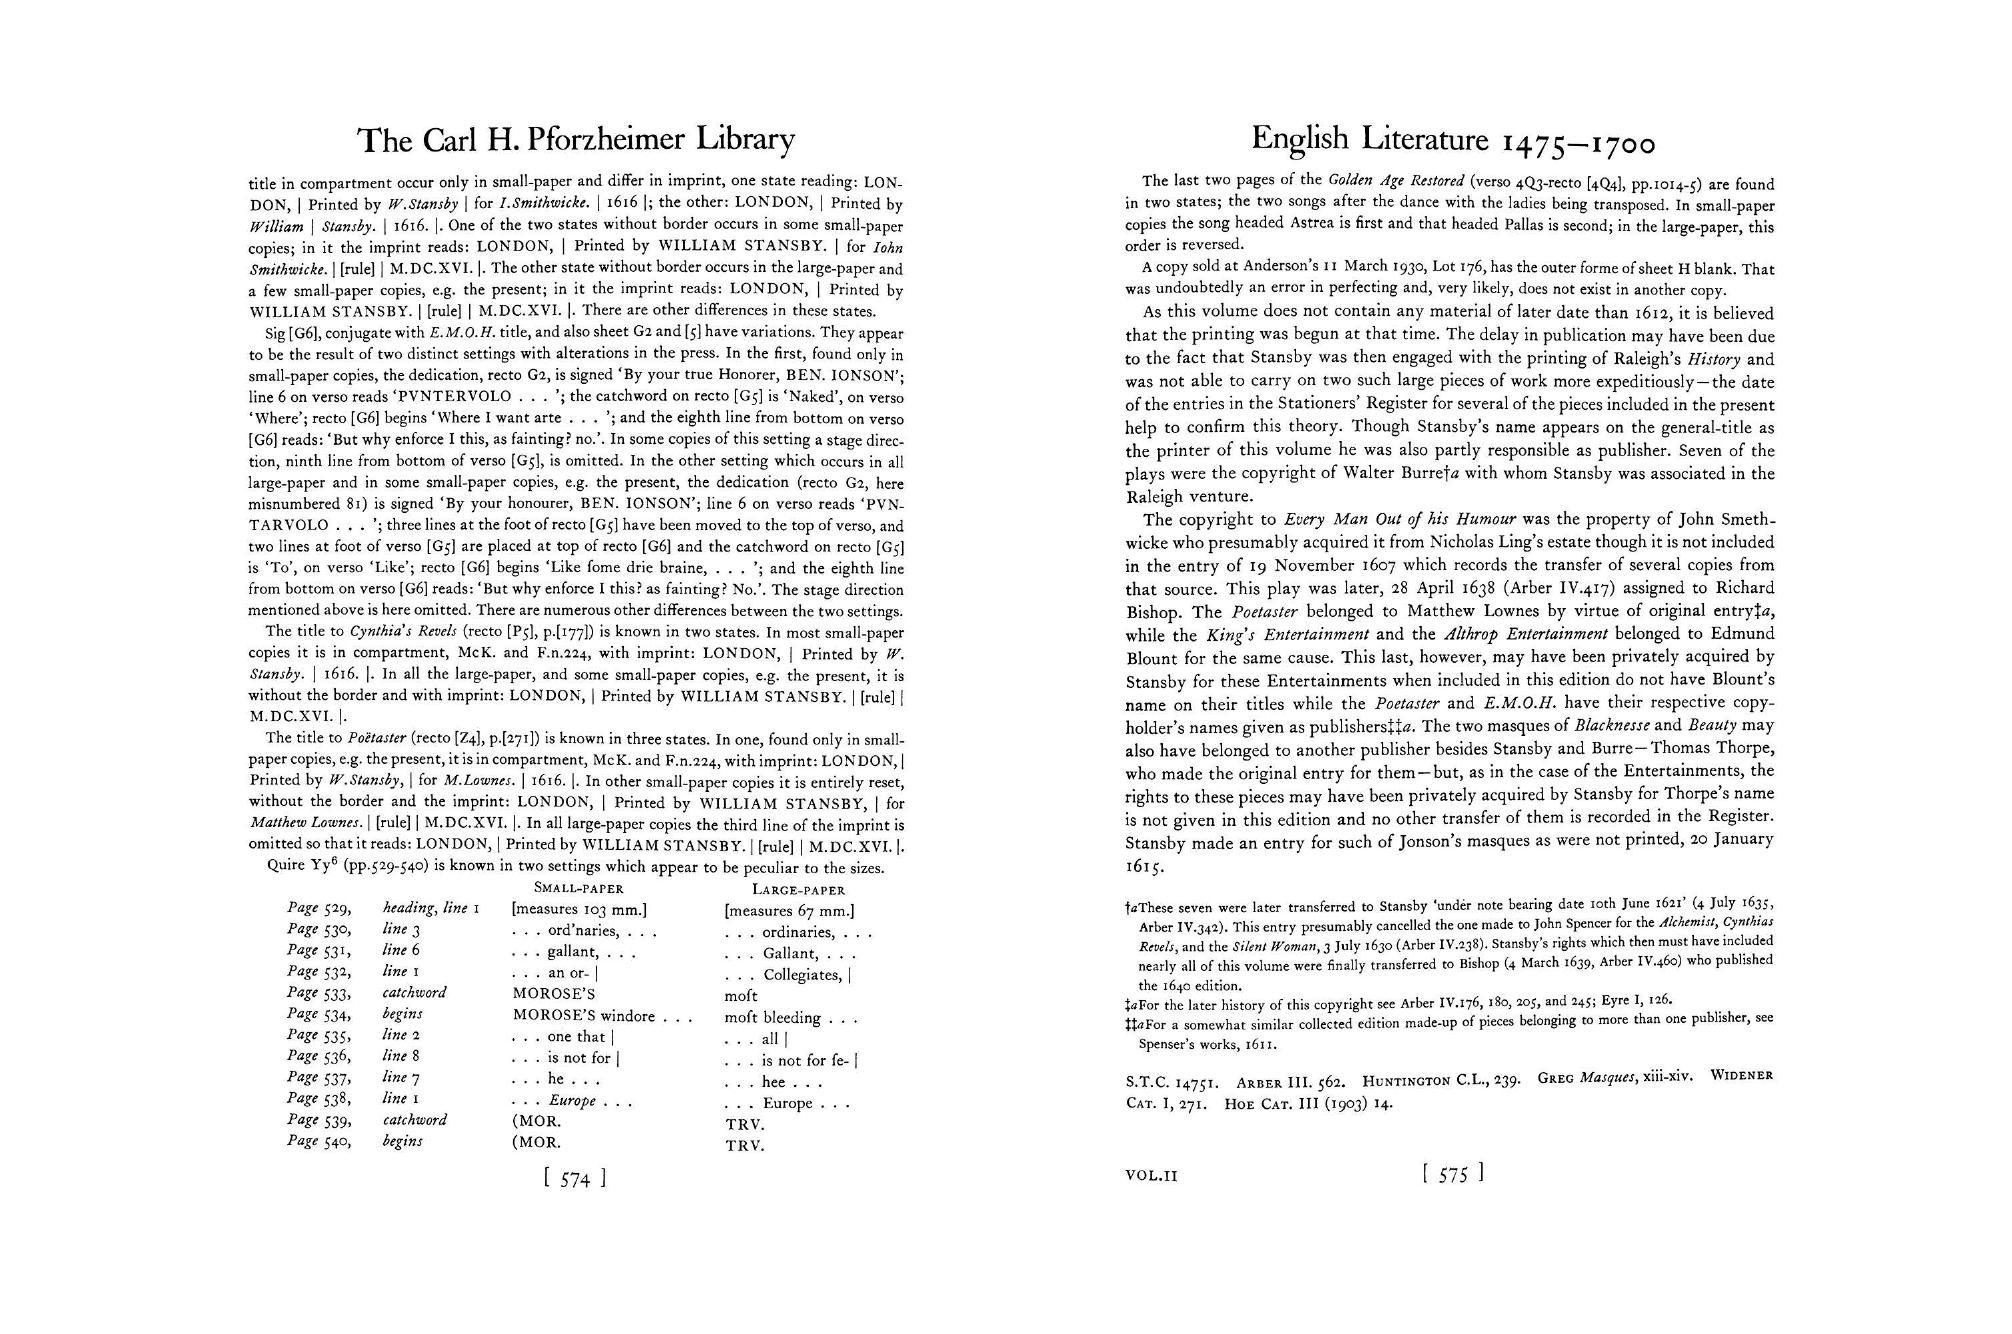 The Carl H. Pforzheimer Library
title in compartment occur only in small-paper and differ in imprint, one state reading: LON-
DON, | Printed by W.Stansby | for I.Smithwicke. | 1616 |; the other: LONDON, | Printed by
William | Stansby. | 1616. |. One of the two states without border occurs in some small-paper
copies; in it the imprint reads: LONDON, | Printed by WILLIAM STANSBY. | for Iohn
Smithwicke. | [rule] | M.DC.XVI. |. The other state without border occurs in the large-paper and
a few small-paper copies, e.g. the present; in it the imprint reads: LONDON, | Printed by
WILLIAM STANSBY. | [rule] | M.DC.XVI. |. There are other differences in these states.
Sig [G6], conjugate with E.M.O.H. title, and also sheet G2 and [5] have variations. They appear
to be the result of two distinct settings with alterations in the press. In the first, found only in
small-paper copies, the dedication, recto G2, is signed ‘By your true Honorer, BEN. IONSON’;
line 6 on verso reads ‘PVNTERVOLO . . . ’; the catchword on recto [G5] is ‘Naked’, on verso
‘Where’; recto [G6] begins ‘Where I want arte . . . ’; and the eighth line from bottom on verso
[G6] reads: ‘But why enforce I this, as fainting? no.’. In some copies of this setting a stage direc-
tion, ninth line from bottom of verso [G5], is omitted. In the other setting which occurs in all
large-paper and in some small-paper copies, e.g. the present, the dedication (recto G2, here
misnumbered 81) is signed ‘By your honourer, BEN. IONSON’; line 6 on verso reads ‘PVN-
TARVOLO . . . ’; three lines at the foot of recto [G5] have been moved to the top of verso, and
two lines at foot of verso [G5] are placed at top of recto [G6] and the catchword on recto [G5]
is ‘To’, on verso ‘Like’; recto [G6] begins ‘Like ſome drie braine, . . . ’; and the eighth line
from bottom on verso [G6] reads: ‘But why enforce I this? as fainting? No.’. The stage direction
mentioned above is here omitted. There are numerous other differences between the two settings.
The title to Cynthia's Revels (recto [P5], p.[177]) is known in two states. In most small-paper
copies it is in compartment, McK. and F.n.224, with imprint: LONDON, | Printed by W.
Stansby. | 1616. |. In all the large-paper, and some small-paper copies, e.g. the present, it is
without the border and with imprint: LONDON, | Printed by WILLIAM STANSBY. | [rule] |
M.DC.XVI. |.
The title to Poëtaster (recto [Z4], p.[271]) is known in three states. In one, found only in small-
paper copies, e.g. the present, it is in compartment, McK. and F.n.224, with imprint: LONDON, |
Printed by W.Stansby, | for M.Lownes. | 1616. |. In other small-paper copies it is entirely reset,
without the border and the imprint: LONDON, | Printed by WILLIAM STANSBY, | for
Matthew Lownes. | [rule] | M.DC.XVI. |. In all large-paper copies the third line of the imprint is
omitted so that it reads: LONDON, | Printed by WILLIAM STANSBY. | [rule] | M.DC.XVI. |.
Quire Yy⁶ (pp.529-540) is known in two settings which appear to be peculiar to the sizes.
SMALL-PAPER LARGE-PAPER
Page 529, heading, line 1 [measures 103 mm.] [measures 67 mm.]
Page 530, line 3 . . . ord'naries, . . . . . . ordinaries, . . .
Page 531, line 6 . . . gallant, . . . . . . Gallant, . . .
Page 532, line 1 . . . an or- | . . . Collegiates, |
Page 533, catchword MOROSE'S moſt
Page 534, begins MOROSE'S windore . . . moſt bleeding . . .
Page 535, line 2 . . . one that | . . . all |
Page 536, line 8 . . . is not for | . . . is not for ſe- |
Page 537, line 7 . . . he . . . . . . hee . . .
Page 538, line 1 . . . Europe . . . . . . Europe . . .
Page 539, catchword (MOR. TRV.
Page 540, begins (MOR. TRV.
[ 574 ]
English Literature 1475–1700
The last two pages of the Golden Age Restored (verso 4Q3-recto [4Q4], pp.1014-5) are found
in two states; the two songs after the dance with the ladies being transposed. In small-paper
copies the song headed Astrea is first and that headed Pallas is second; in the large-paper, this
order is reversed.
A copy sold at Anderson's 11 March 1930, Lot 176, has the outer forme of sheet H blank. That
was undoubtedly an error in perfecting and, very likely, does not exist in another copy.
As this volume does not contain any material of later date than 1612, it is believed
that the printing was begun at that time. The delay in publication may have been due
to the fact that Stansby was then engaged with the printing of Raleigh's History and
was not able to carry on two such large pieces of work more expeditiously—the date
of the entries in the Stationers' Register for several of the pieces included in the present
help to confirm this theory. Though Stansby's name appears on the general-title as
the printer of this volume he was also partly responsible as publisher. Seven of the
plays were the copyright of Walter Burre†a with whom Stansby was associated in the
Raleigh venture.
The copyright to Every Man Out of his Humour was the property of John Smeth-
wicke who presumably acquired it from Nicholas Ling's estate though it is not included
in the entry of 19 November 1607 which records the transfer of several copies from
that source. This play was later, 28 April 1638 (Arber IV.417) assigned to Richard
Bishop. The Poetaster belonged to Matthew Lownes by virtue of original entry‡a,
while the King's Entertainment and the Althrop Entertainment belonged to Edmund
Blount for the same cause. This last, however, may have been privately acquired by
Stansby for these Entertainments when included in this edition do not have Blount's
name on their titles while the Poetaster and E.M.O.H. have their respective copy-
holder's names given as publishers‡‡a. The two masques of Blacknesse and Beauty may
also have belonged to another publisher besides Stansby and Burre—Thomas Thorpe,
who made the original entry for them—but, as in the case of the Entertainments, the
rights to these pieces may have been privately acquired by Stansby for Thorpe's name
is not given in this edition and no other transfer of them is recorded in the Register.
Stansby made an entry for such of Jonson's masques as were not printed, 20 January
1615.
†aThese seven were later transferred to Stansby ‘under note bearing date 10th June 1621’ (4 July 1635,
Arber IV.342). This entry presumably cancelled the one made to John Spencer for the Alchemist, Cynthias
Revels, and the Silent Woman, 3 July 1630 (Arber IV.238). Stansby's rights which then must have included
nearly all of this volume were finally transferred to Bishop (4 March 1639, Arber IV.460) who published
the 1640 edition.
‡aFor the later history of this copyright see Arber IV.176, 180, 205, and 245; Eyre I, 126.
‡‡aFor a somewhat similar collected edition made-up of pieces belonging to more than one publisher, see
Spenser's works, 1611.
S.T.C. 14751. ARBER III. 562. HUNTINGTON C.L., 239. GREG Masques, xiii-xiv. WIDENER
CAT. I, 271. HOE CAT. III (1903) 14.
VOL.II [ 575 ]